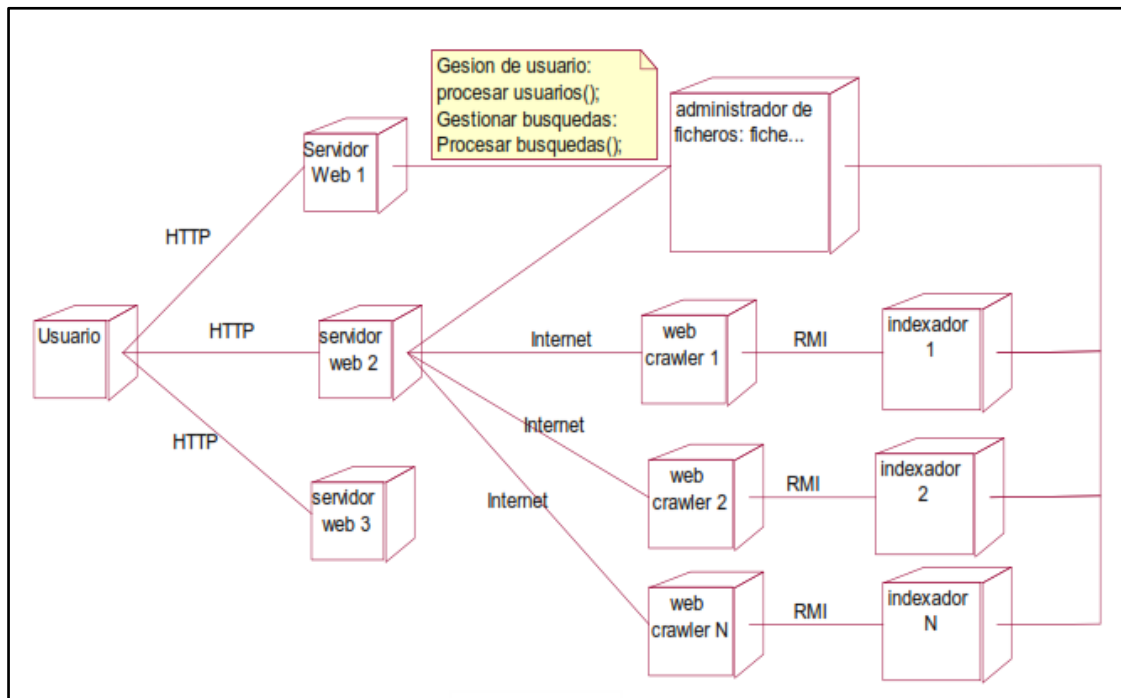 Gesion de usuario:
procesar usuarios();
Gestionar busquedas:
Procesar busquedas();
administrador de
ficheros: fiche...
Servidor
Web 1
HTTP
Usuario
HTTP
servidor
web 2
Internet
web
crawler 1
RMI
indexador
1
HTTP
Internet
web
crawler 2
RMI
indexador
2
servidor
web 3
Internet
web
crawler N
RMI
indexador
N